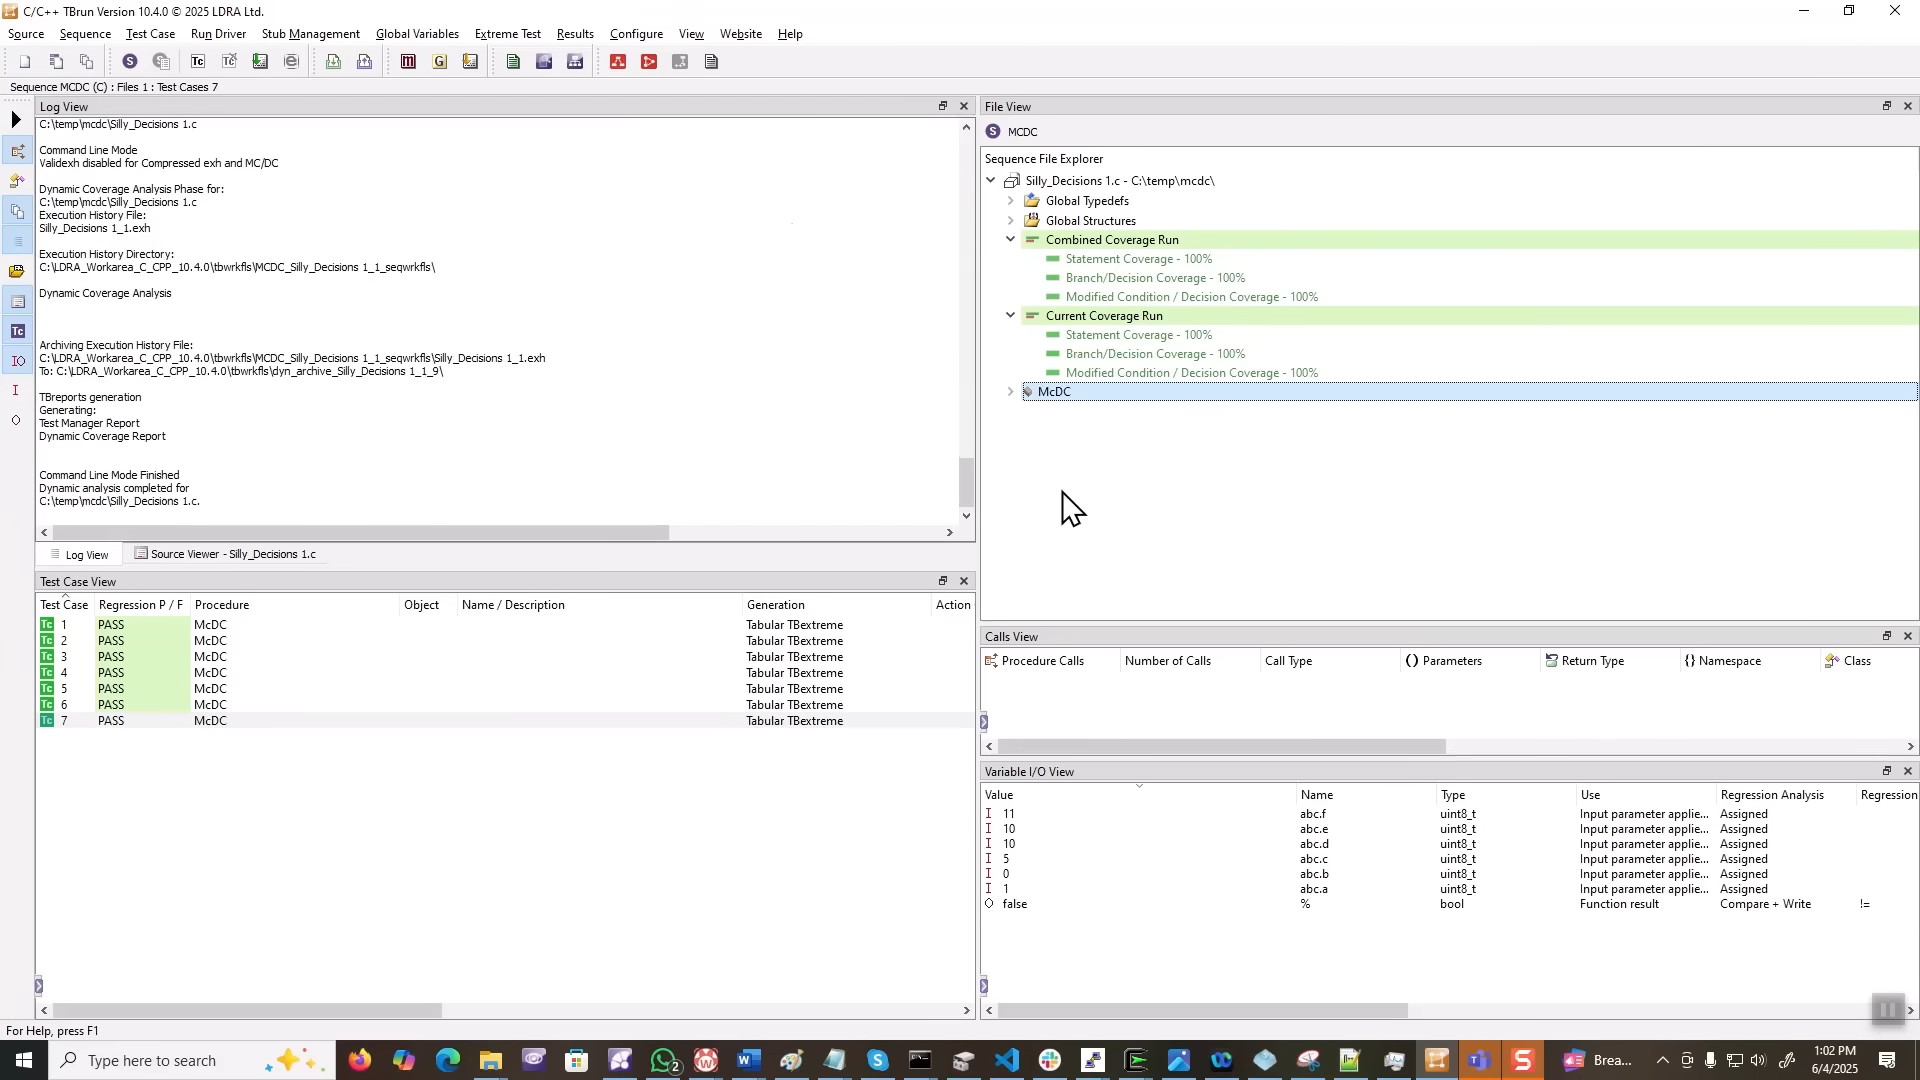 C/C++ TBrun Version 10.4.0 © 2025 LDRA Ltd.
Source Sequence Test Case Run Driver Stub Management Global Variables Extreme Test Results Configure View Website Help
Sequence MCDC (C) : Files 1 : Test Cases 7
Log View
C:\temp\mcdc\Silly_Decisions 1.c
Command Line Mode
Validexh disabled for Compressed exh and MC/DC
Dynamic Coverage Analysis Phase for:
C:\temp\mcdc\Silly_Decisions 1.c
Execution History File:
Silly_Decisions 1_1.exh
Execution History Directory:
C:\LDRA_Workarea_C_CPP_10.4.0\tbwrkfls\MCDC_Silly_Decisions 1_1_seqwrkfls\
Dynamic Coverage Analysis
Archiving Execution History File:
C:\LDRA_Workarea_C_CPP_10.4.0\tbwrkfls\MCDC_Silly_Decisions 1_1_seqwrkfls\Silly_Decisions 1_1.exh
To: C:\LDRA_Workarea_C_CPP_10.4.0\tbwrkfls\dyn_archive_Silly_Decisions 1_1_9\
TBreports generation
Generating:
Test Manager Report
Dynamic Coverage Report
Command Line Mode Finished
Dynamic analysis completed for
C:\temp\mcdc\Silly_Decisions 1.c.
Log View Source Viewer - Silly_Decisions 1.c
Test Case View
Test Case Regression P / F Procedure Object Name / Description Generation Action
Tc 1 PASS McDC Tabular TBextreme
Tc 2 PASS McDC Tabular TBextreme
Tc 3 PASS McDC Tabular TBextreme
Tc 4 PASS McDC Tabular TBextreme
Tc 5 PASS McDC Tabular TBextreme
Tc 6 PASS McDC Tabular TBextreme
Tc 7 PASS McDC Tabular TBextreme
File View
S MCDC
Sequence File Explorer
Silly_Decisions 1.c - C:\temp\mcdc\
Global Typedefs
Global Structures
Combined Coverage Run
Statement Coverage - 100%
Branch/Decision Coverage - 100%
Modified Condition / Decision Coverage - 100%
Current Coverage Run
Statement Coverage - 100%
Branch/Decision Coverage - 100%
Modified Condition / Decision Coverage - 100%
McDC
Calls View
Procedure Calls Number of Calls Call Type () Parameters Return Type {} Namespace Class
Variable I/O View
Value Name Type Use Regression Analysis Regression
I 11 abc.f uint8_t Input parameter applie... Assigned
I 10 abc.e uint8_t Input parameter applie... Assigned
I 10 abc.d uint8_t Input parameter applie... Assigned
I 5 abc.c uint8_t Input parameter applie... Assigned
I 0 abc.b uint8_t Input parameter applie... Assigned
I 1 abc.a uint8_t Input parameter applie... Assigned
O false % bool Function result Compare + Write !=
For Help, press F1
Type here to search
Brea...
1:02 PM
6/4/2025